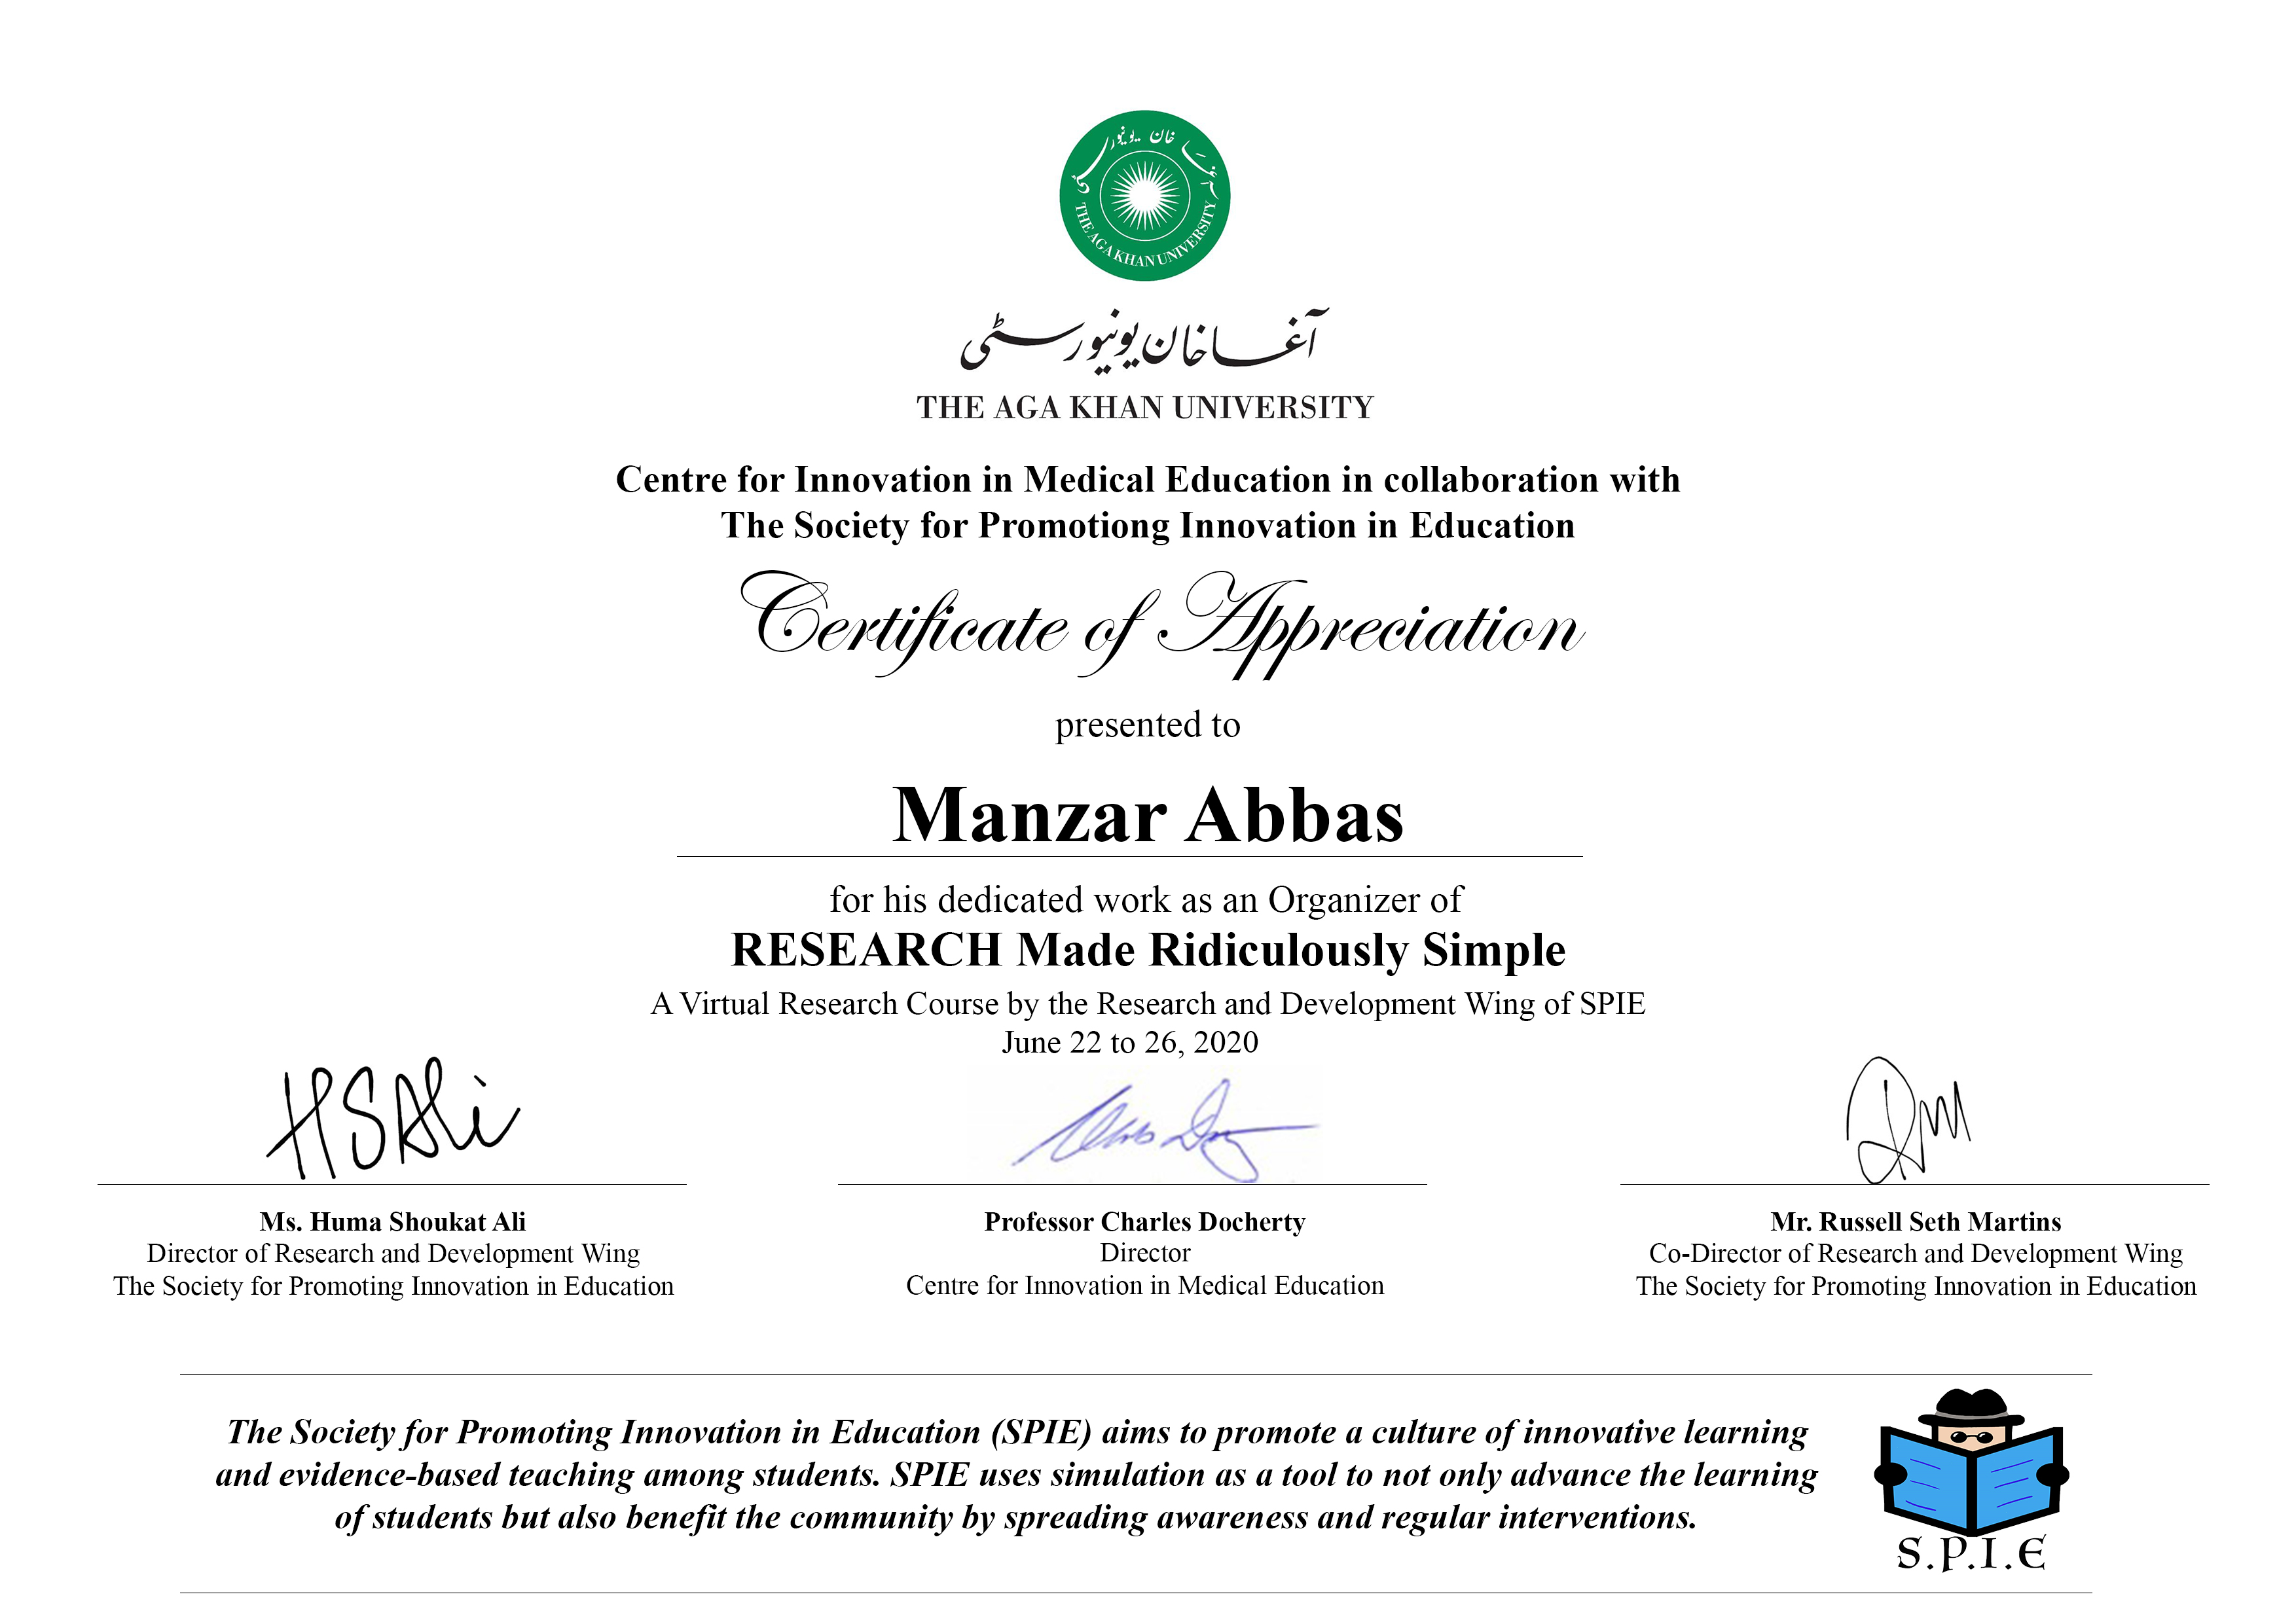 آغا خان یونیورسٹی
THE AGA KHAN UNIVERSITY
آغا خان یونیورسٹی
THE AGA KHAN UNIVERSITY
Centre for Innovation in Medical Education in collaboration with
The Society for Promotiong Innovation in Education
Certificate of Appreciation
presented to
Manzar Abbas
for his dedicated work as an Organizer of
RESEARCH Made Ridiculously Simple
A Virtual Research Course by the Research and Development Wing of SPIE
June 22 to 26, 2020
HSAli
Ms. Huma Shoukat Ali
Director of Research and Development Wing
The Society for Promoting Innovation in Education
Professor Charles Docherty
Director
Centre for Innovation in Medical Education
Mr. Russell Seth Martins
Co-Director of Research and Development Wing
The Society for Promoting Innovation in Education
The Society for Promoting Innovation in Education (SPIE) aims to promote a culture of innovative learning
and evidence-based teaching among students. SPIE uses simulation as a tool to not only advance the learning
of students but also benefit the community by spreading awareness and regular interventions.
S.P.I.E